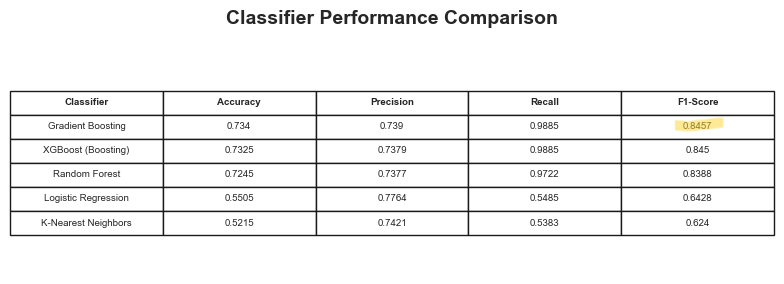 Classifier Performance Comparison
Classifier Accuracy Precision Recall F1-Score
Gradient Boosting 0.734 0.739 0.9885 0.8457
XGBoost (Boosting) 0.7325 0.7379 0.9885 0.845
Random Forest 0.7245 0.7377 0.9722 0.8388
Logistic Regression 0.5505 0.7764 0.5485 0.6428
K-Nearest Neighbors 0.5215 0.7421 0.5383 0.624